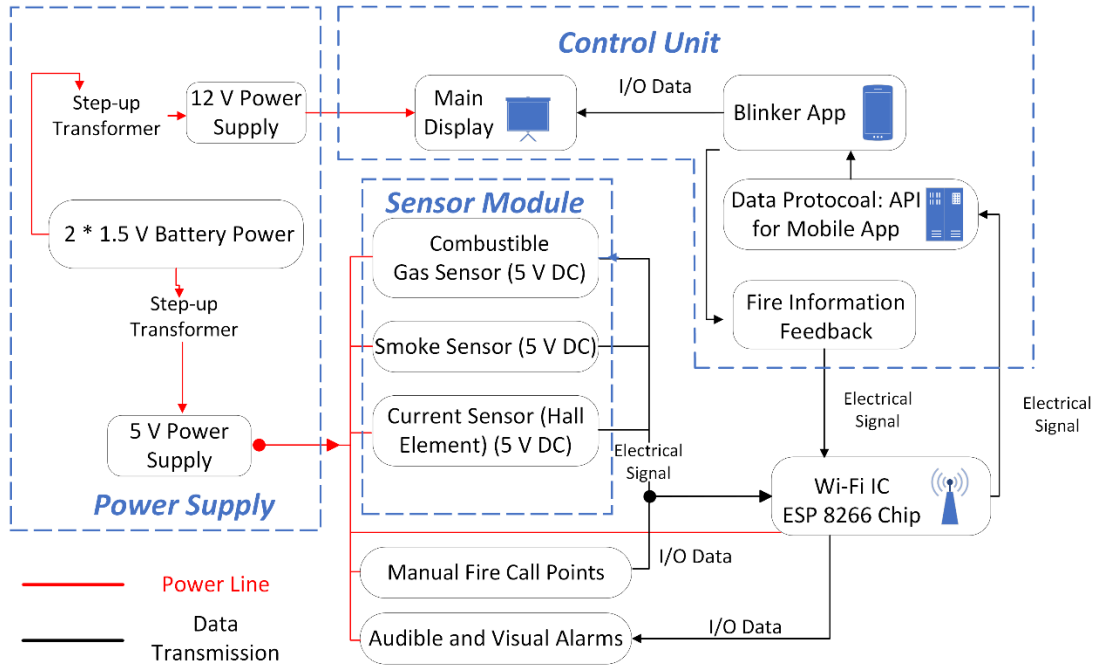 Control Unit
Step-up
Transformer
12 V Power
Supply
Main
Display
I/O Data
Blinker App
2 * 1.5 V Battery Power
Step-up
Transformer
5 V Power
Supply
Power Supply
Sensor Module
Combustible
Gas Sensor (5 V DC)
Smoke Sensor (5 V DC)
Current Sensor (Hall
Element) (5 V DC)
Data Protocoal: API
for Mobile App
Fire Information
Feedback
Electrical
Signal
Electrical
Signal
Electrical
Signal
Wi-Fi IC
ESP 8266 Chip
I/O Data
Manual Fire Call Points
Audible and Visual Alarms
I/O Data
Power Line
Data
Transmission